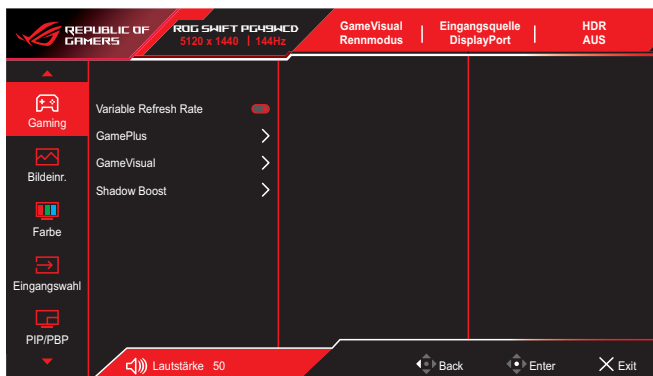 REPUBLIC OF
GAMERS
ROG SWIFT PG49WCD
5120 x 1440 | 144Hz
GameVisual
Rennmodus
Eingangsquelle
DisplayPort
HDR
AUS
Gaming
Bildeinr.
Farbe
Eingangswahl
PIP/PBP
Variable Refresh Rate
GamePlus
GameVisual
Shadow Boost
Lautstärke 50
Back
Enter
Exit